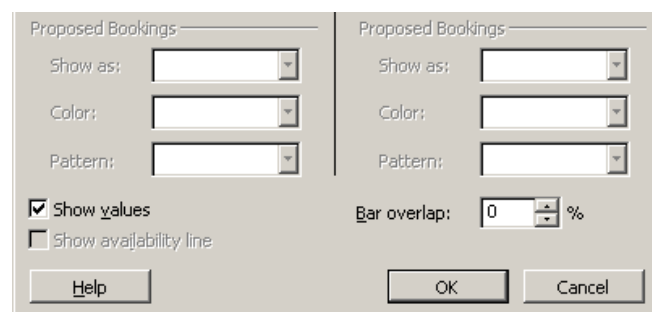 Proposed Bookings Proposed Bookings
Show as: Show as:
Color: Color:
Pattern: Pattern:
Show values Bar overlap: 0 %
Show availability line
Help OK Cancel